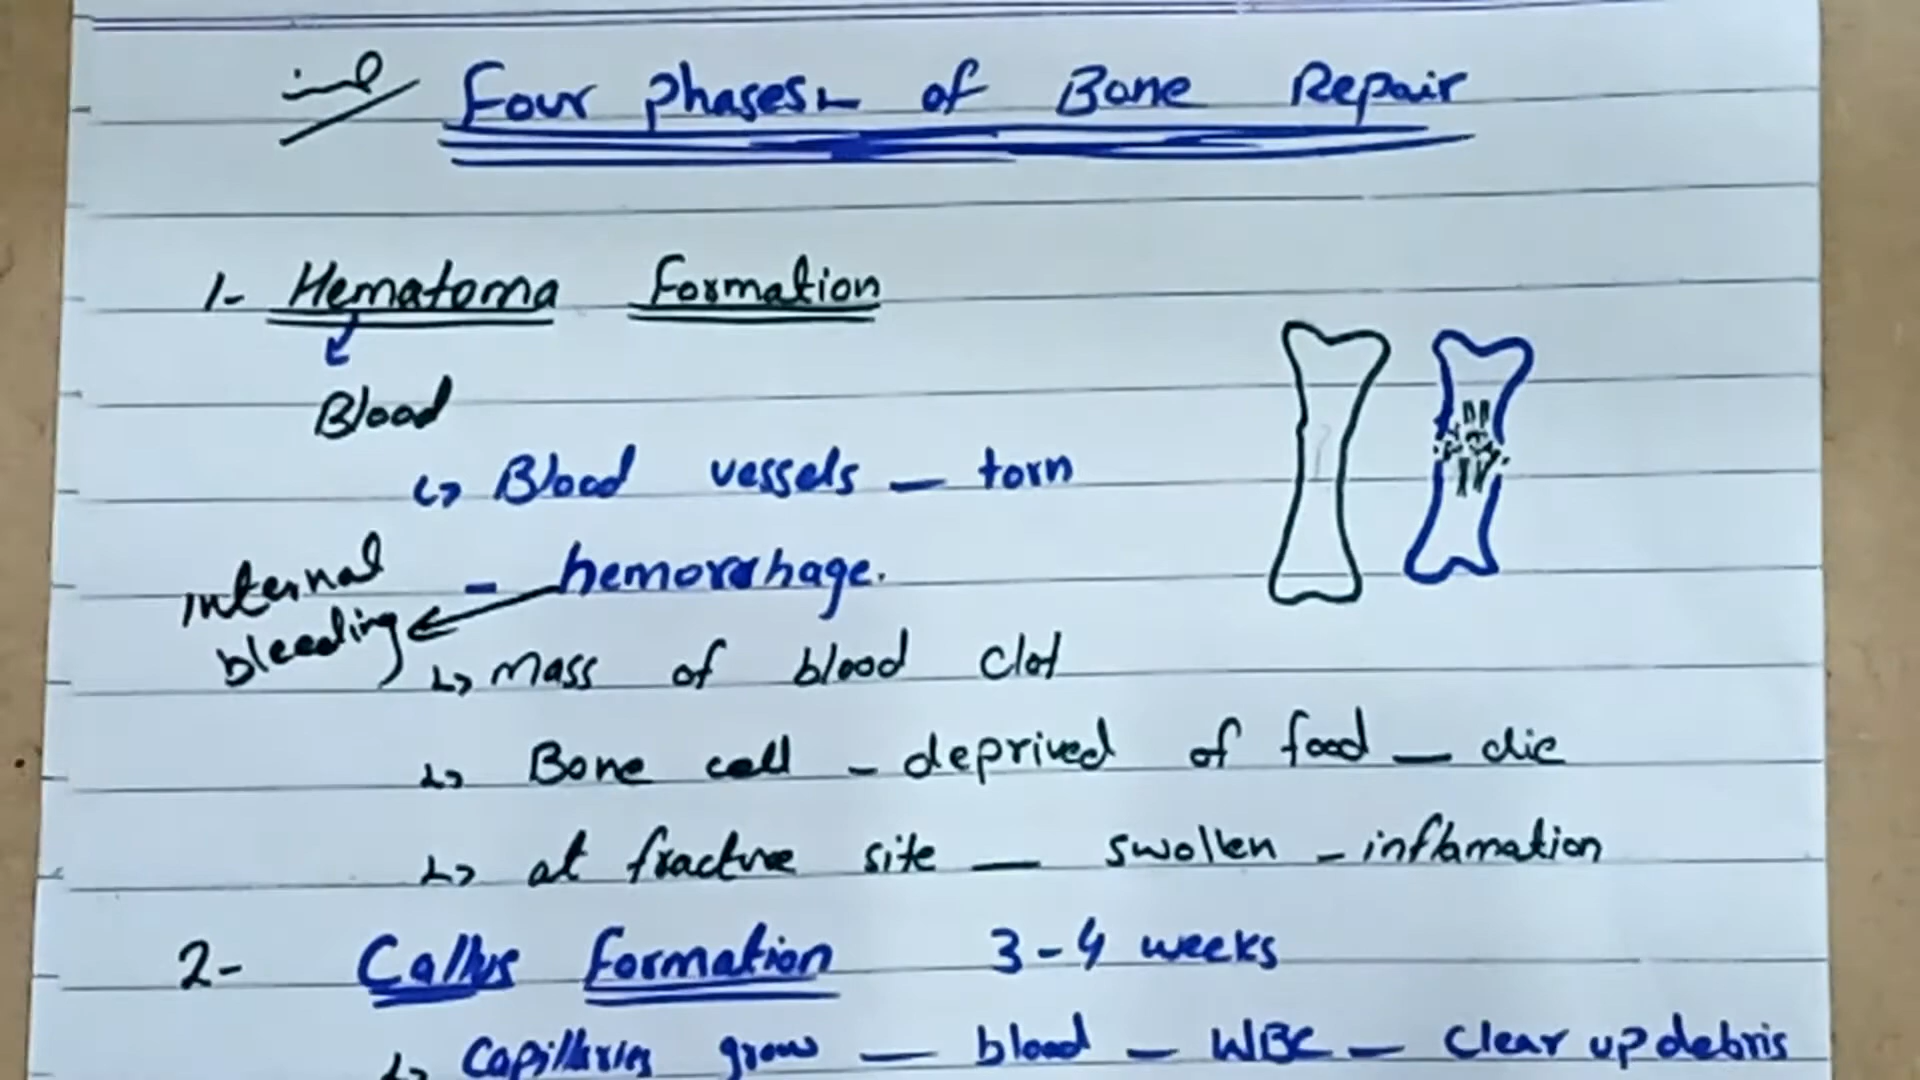 Four phases of Bone Repair
1- Hematoma Formation
Blood
↳ Blood vessels — torn
internal bleeding
- hemorrhage.
↳ Mass of blood clot
↳ Bone cell - deprived of food — die
↳ at fracture site — swollen - inflamation
2- Callus Formation 3-4 weeks
↳ Capillaries grow — blood — WBC — Clear up debris